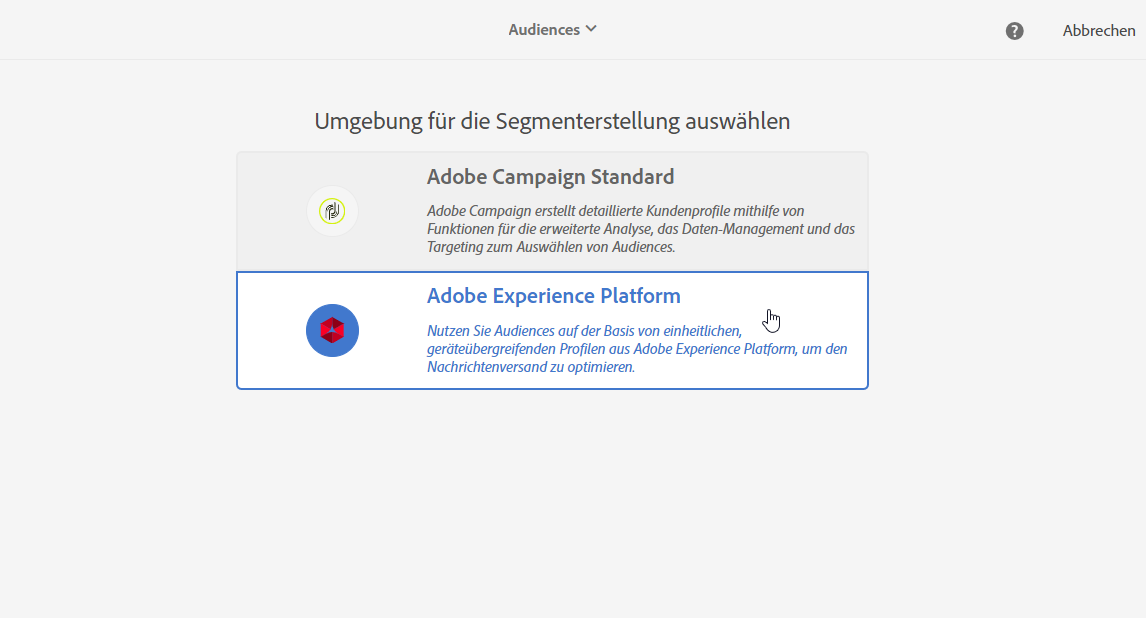 Audiences
?
Abbrechen
Umgebung für die Segmenterstellung auswählen
Adobe Campaign Standard
Adobe Campaign erstellt detaillierte Kundenprofile mithilfe von
Funktionen für die erweiterte Analyse, das Daten-Management und das
Targeting zum Auswählen von Audiences.
Adobe Experience Platform
Nutzen Sie Audiences auf der Basis von einheitlichen,
geräteübergreifenden Profilen aus Adobe Experience Platform, um den
Nachrichtenversand zu optimieren.